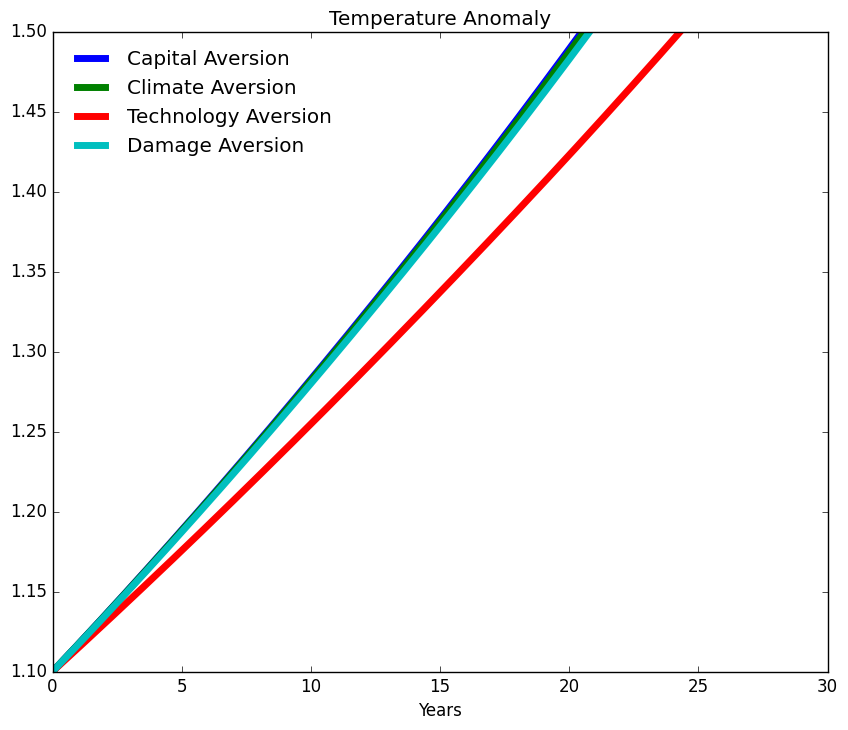 Temperature Anomaly
1.50
1.45
1.40
1.35
1.30
1.25
1.20
1.15
1.10
Capital Aversion
Climate Aversion
Technology Aversion
Damage Aversion
0 5 10 15 20 25 30
Years